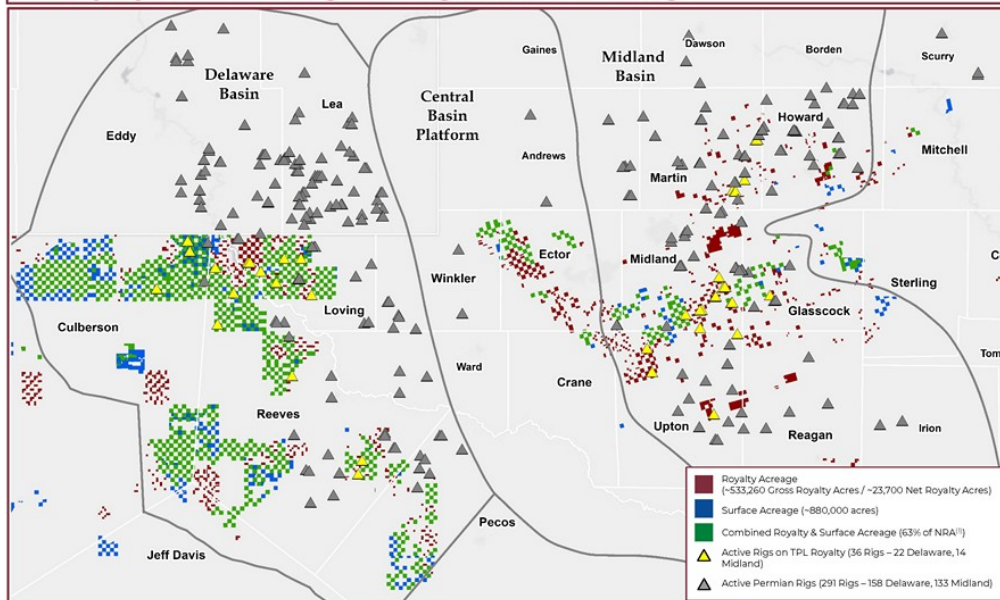 Gaines
Dawson
Borden
Scurry
Midland
Basin
Delaware
Basin
Lea
Central
Basin
Platform
Howard
Eddy
Andrews
Mitchell
Martin
Ector
Midland
Winkler
Sterling
Loving
Glasscock
Culberson
Tom
Ward
Crane
Reeves
Upton
Reagan
Irion
Pecos
Jeff Davis
Royalty Acreage
(~533,260 Gross Royalty Acres / ~23,700 Net Royalty Acres)
Surface Acreage (~880,000 acres)
Combined Royalty & Surface Acreage (63% of NRA⁽¹⁾)
Active Rigs on TPL Royalty (36 Rigs – 22 Delaware, 14
Midland)
Active Permian Rigs (291 Rigs – 158 Delaware, 133 Midland)